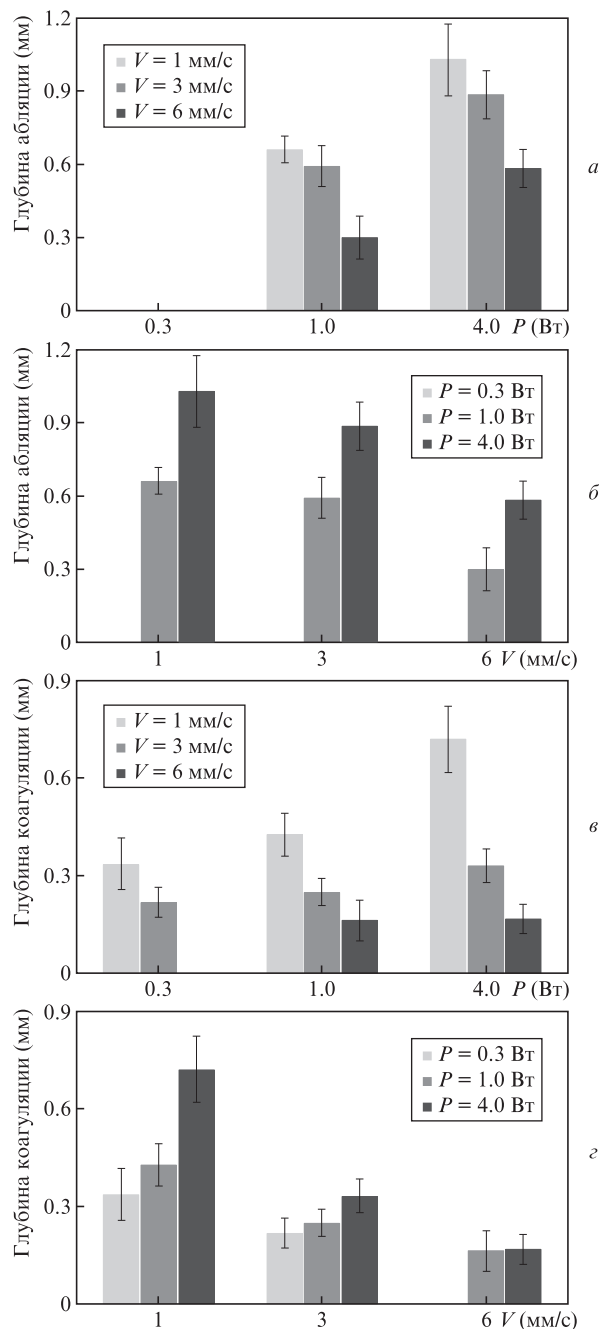 Глубина абляции (мм)
1.2
0.9
0.6
0.3
0
V = 1 мм/с
V = 3 мм/с
V = 6 мм/с
0.3 1.0 4.0 P (Вт)
а
Глубина абляции (мм)
1.2
0.9
0.6
0.3
0
P = 0.3 Вт
P = 1.0 Вт
P = 4.0 Вт
1 3 6 V (мм/с)
б
Глубина коагуляции (мм)
0.9
0.6
0.3
0
V = 1 мм/с
V = 3 мм/с
V = 6 мм/с
0.3 1.0 4.0 P (Вт)
в
Глубина коагуляции (мм)
0.9
0.6
0.3
0
P = 0.3 Вт
P = 1.0 Вт
P = 4.0 Вт
1 3 6 V (мм/с)
г